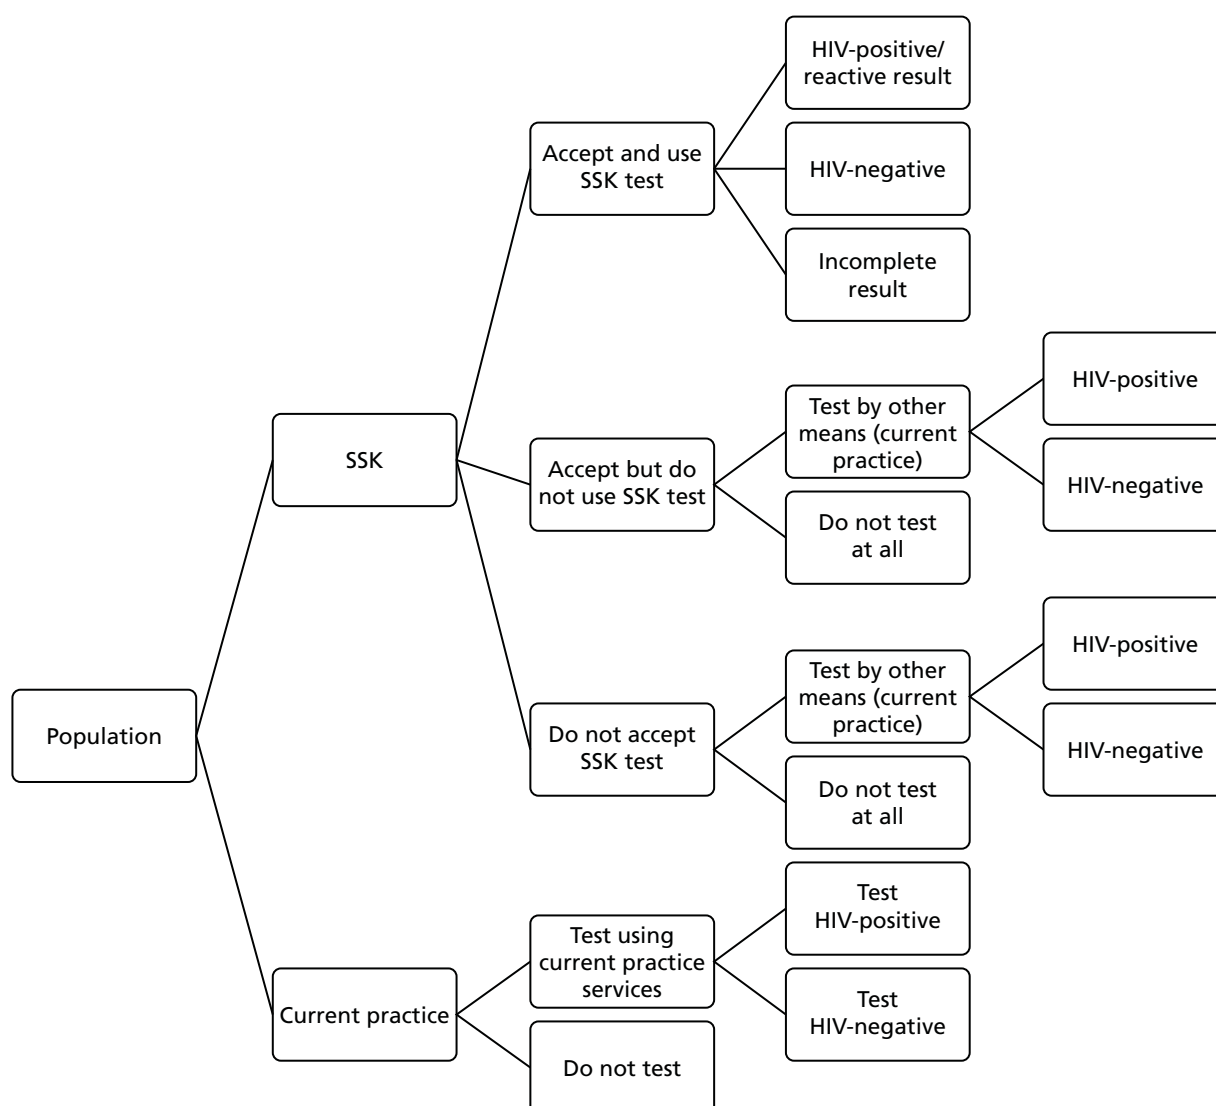 HIV-positive/
reactive result
Accept and use
SSK test
HIV-negative
Incomplete
result
SSK
Accept but do
not use SSK test
Test by other
means (current
practice)
HIV-positive
HIV-negative
Do not test
at all
Do not accept
SSK test
Test by other
means (current
practice)
HIV-positive
HIV-negative
Do not test
at all
Population
Current practice
Test using
current practice
services
Test
HIV-positive
Test
HIV-negative
Do not test